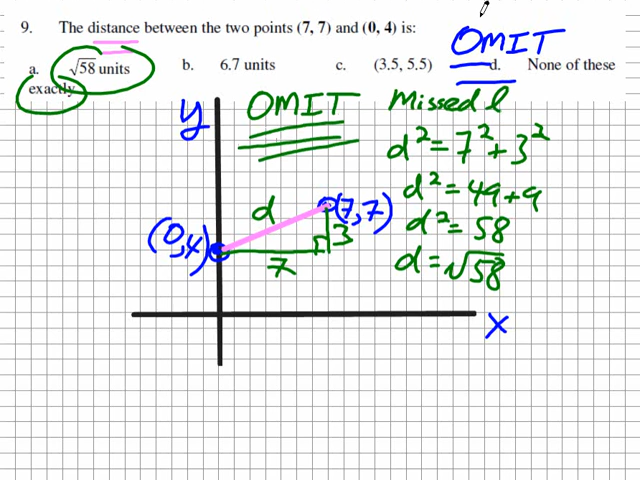 9. The distance between the two points (7, 7) and (0, 4) is:
OMIT
a. √58 units b. 6.7 units c. (3.5, 5.5) d. None of these
exactly
y OMIT Missed l
d² = 7² + 3²
d² = 49 + 9
d (7,7) d² = 58
(0,4) 3
7 d = √58
x